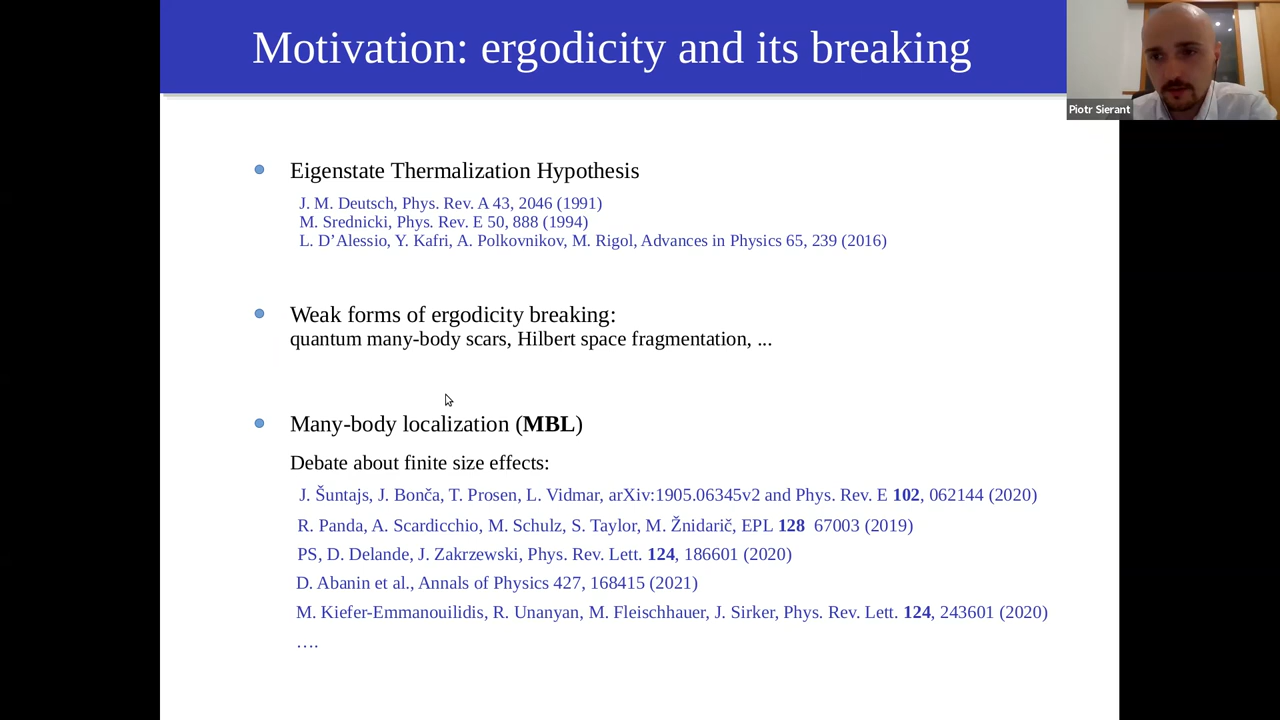 Motivation: ergodicity and its breaking
Piotr Sierant
Eigenstate Thermalization Hypothesis
J. M. Deutsch, Phys. Rev. A 43, 2046 (1991)
M. Srednicki, Phys. Rev. E 50, 888 (1994)
L. D’Alessio, Y. Kafri, A. Polkovnikov, M. Rigol, Advances in Physics 65, 239 (2016)
Weak forms of ergodicity breaking:
quantum many-body scars, Hilbert space fragmentation, ...
Many-body localization (MBL)
Debate about finite size effects:
J. Šuntajs, J. Bonča, T. Prosen, L. Vidmar, arXiv:1905.06345v2 and Phys. Rev. E 102, 062144 (2020)
R. Panda, A. Scardicchio, M. Schulz, S. Taylor, M. Žnidarič, EPL 128 67003 (2019)
PS, D. Delande, J. Zakrzewski, Phys. Rev. Lett. 124, 186601 (2020)
D. Abanin et al., Annals of Physics 427, 168415 (2021)
M. Kiefer-Emmanouilidis, R. Unanyan, M. Fleischhauer, J. Sirker, Phys. Rev. Lett. 124, 243601 (2020)
....